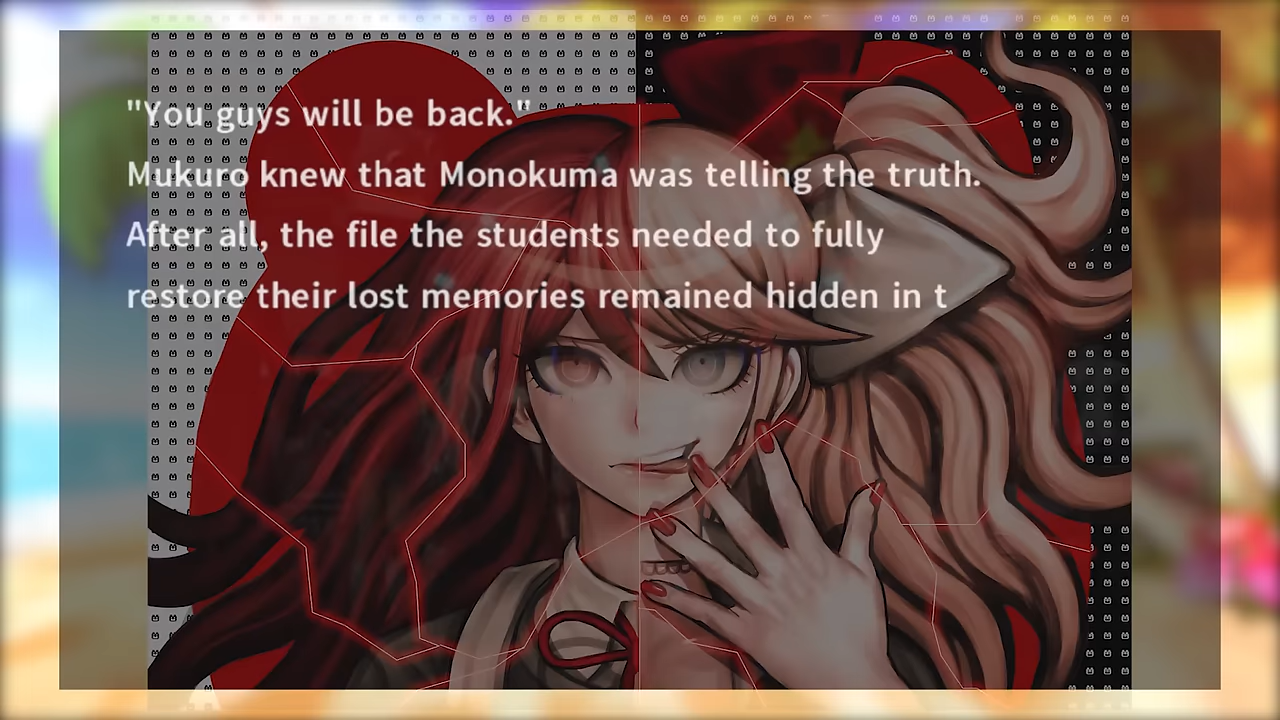 "You guys will be back."
Mukuro knew that Monokuma was telling the truth.
After all, the file the students needed to fully
restore their lost memories remained hidden in t